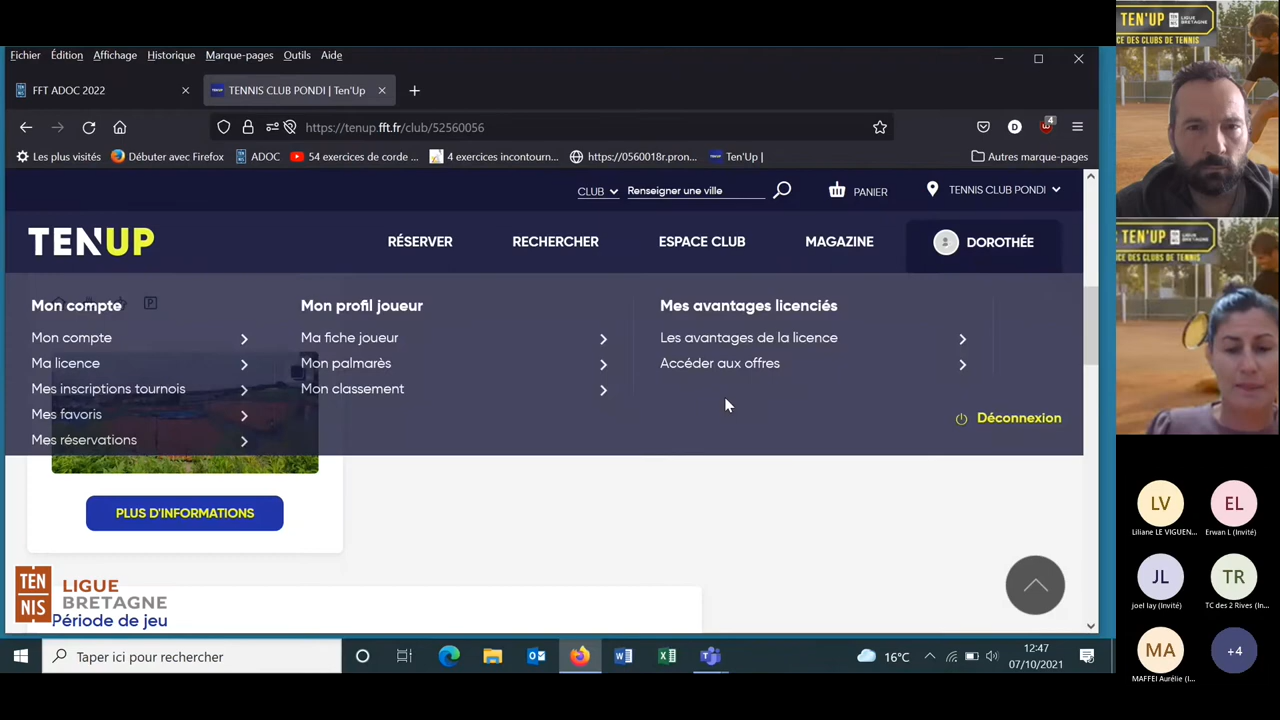 Fichier Édition Affichage Historique Marque-pages Outils Aide
FFT ADOC 2022
TENNIS CLUB PONDI | Ten'Up
https://tenup.fft.fr/club/52560056
D
4
Les plus visités Débuter avec Firefox ADOC 54 exercices de corde ... 4 exercices incontourn... https://0560018r.pron... Ten'Up | Autres marque-pages
CLUB Renseigner une ville PANIER TENNIS CLUB PONDI
TEN'UP RÉSERVER RECHERCHER ESPACE CLUB MAGAZINE DOROTHÉE
Mon compte
Mon compte
Ma licence
Mes inscriptions tournois
Mes favoris
Mes réservations
P
Mon profil joueur
Ma fiche joueur
Mon palmarès
Mon classement
Mes avantages licenciés
Les avantages de la licence
Accéder aux offres
Déconnexion
PLUS D'INFORMATIONS
TEN
NIS
LIGUE
BRETAGNE
Période de jeu
Taper ici pour rechercher
16°C
12:47
07/10/2021
TEN'UP LIGUE BRETAGNE
CE DES CLUBS DE TENNIS
TEN'UP LIGUE BRETAGNE
CE DES CLUBS DE TENNIS
LV
Liliane LE VIGUEN...
EL
Erwan L (Invité)
JL
joel lay (Invité)
TR
TC des 2 Rives (In...
MA
MAFFEI Aurélie (I...
+4